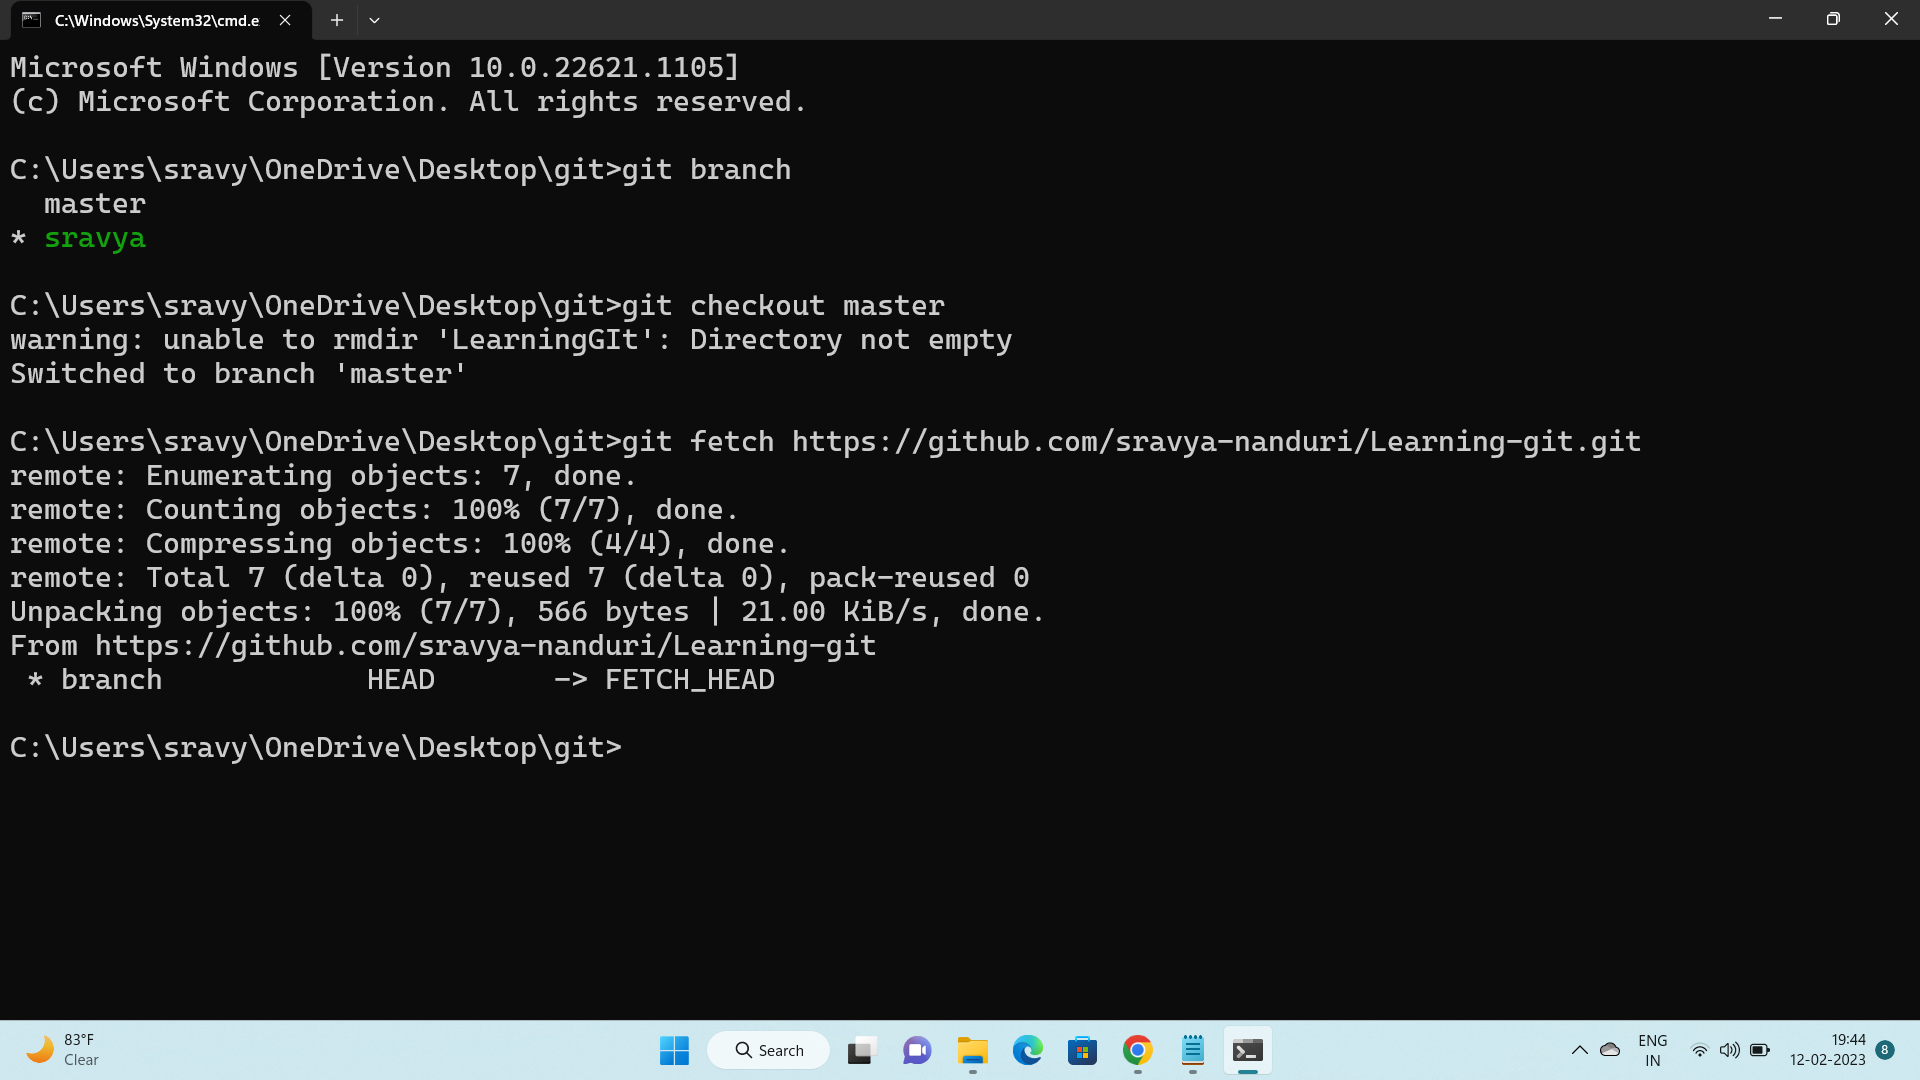 C:\Windows\System32\cmd.e
Microsoft Windows [Version 10.0.22621.1105]
(c) Microsoft Corporation. All rights reserved.
C:\Users\sravy\OneDrive\Desktop\git>git branch
  master
* sravya
C:\Users\sravy\OneDrive\Desktop\git>git checkout master
warning: unable to rmdir 'LearningGIt': Directory not empty
Switched to branch 'master'
C:\Users\sravy\OneDrive\Desktop\git>git fetch https://github.com/sravya-nanduri/Learning-git.git
remote: Enumerating objects: 7, done.
remote: Counting objects: 100% (7/7), done.
remote: Compressing objects: 100% (4/4), done.
remote: Total 7 (delta 0), reused 7 (delta 0), pack-reused 0
Unpacking objects: 100% (7/7), 566 bytes | 21.00 KiB/s, done.
From https://github.com/sravya-nanduri/Learning-git
 * branch            HEAD       -> FETCH_HEAD
C:\Users\sravy\OneDrive\Desktop\git>
83°F
Clear
Search
ENG
IN
19:44
12-02-2023
8